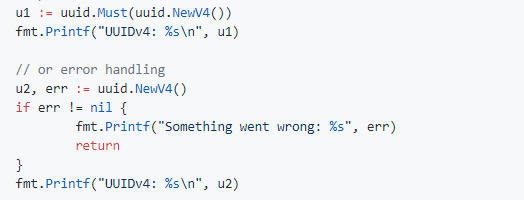 u1 := uuid.Must(uuid.NewV4())
fmt.Printf("UUIDv4: %s\n", u1)

// or error handling
u2, err := uuid.NewV4()
if err != nil {
        fmt.Printf("Something went wrong: %s", err)
        return
}
fmt.Printf("UUIDv4: %s\n", u2)